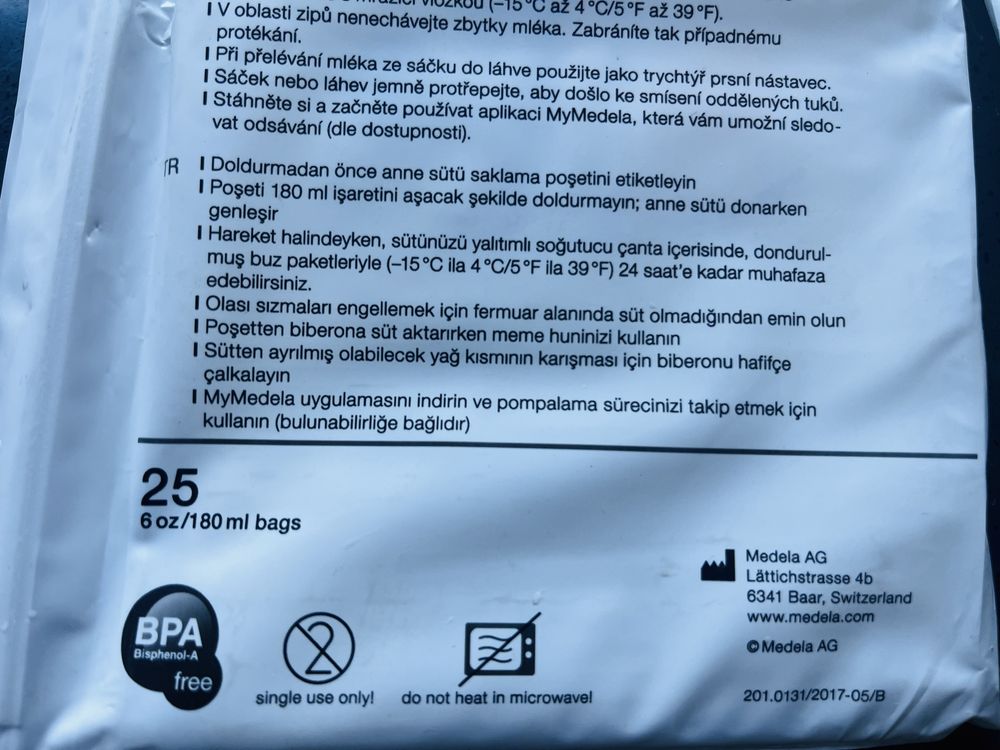 vložkou (–15 °C až 4 °C/5 °F až 39 °F).
I V oblasti zipů nenechávejte zbytky mléka. Zabráníte tak případnému
protékání.
I Při přelévání mléka ze sáčku do láhve použijte jako trychtýř prsní nástavec.
I Sáček nebo láhev jemně protřepejte, aby došlo ke smísení oddělených tuků.
I Stáhněte si a začněte používat aplikaci MyMedela, která vám umožní sledo-
vat odsávání (dle dostupnosti).
TR I Doldurmadan önce anne sütü saklama poşetini etiketleyin
I Poşeti 180 ml işaretini aşacak şekilde doldurmayın; anne sütü donarken
genleşir
I Hareket halindeyken, sütünüzü yalıtımlı soğutucu çanta içerisinde, dondurul-
muş buz paketleriyle (–15 °C ila 4 °C/5 °F ila 39 °F) 24 saat'e kadar muhafaza
edebilirsiniz.
I Olası sızmaları engellemek için fermuar alanında süt olmadığından emin olun
I Poşetten biberona süt aktarırken meme huninizi kullanın
I Sütten ayrılmış olabilecek yağ kısmının karışması için biberonu hafifçe
çalkalayın
I MyMedela uygulamasını indirin ve pompalama sürecinizi takip etmek için
kullanın (bulunabilirliğe bağlıdır)
25
6 oz/180 ml bags
Medela AG
Lättichstrasse 4b
6341 Baar, Switzerland
www.medela.com
© Medela AG
201.0131/2017-05/B
BPA
Bisphenol-A
free
2
single use only!
do not heat in microwave!